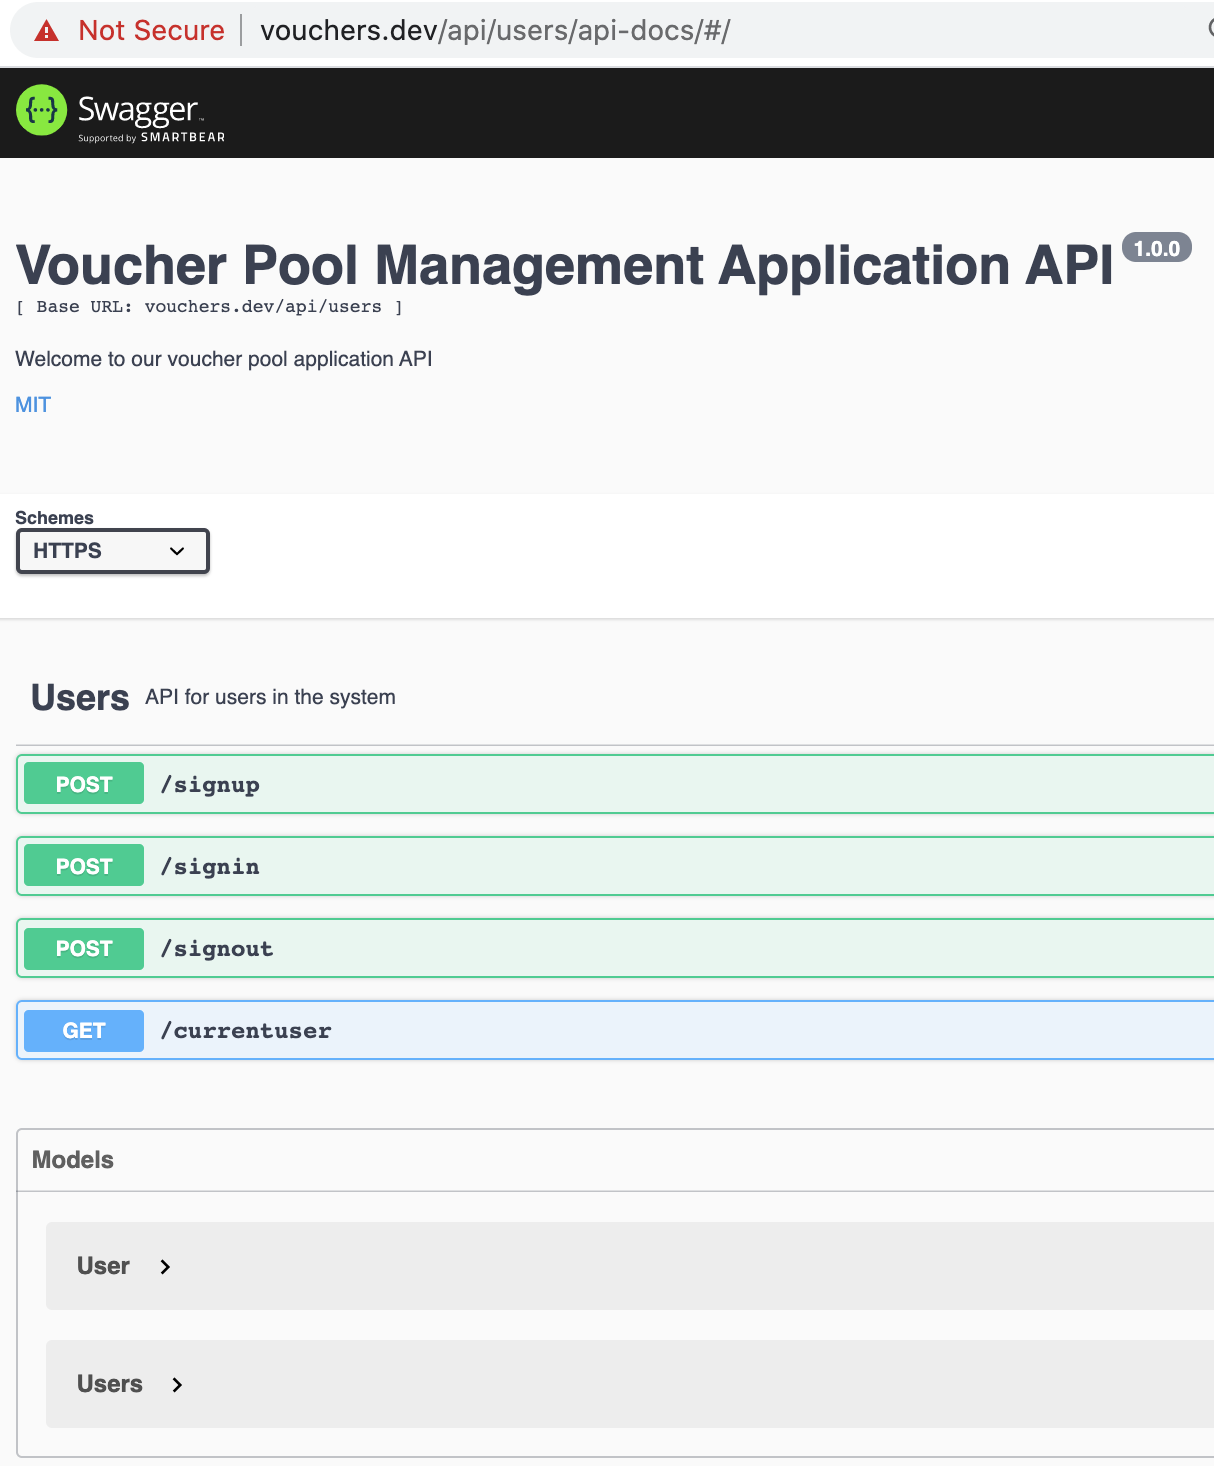 Not Secure vouchers.dev/api/users/api-docs/#/
{···} Swagger™
Supported by SMARTBEAR
Voucher Pool Management Application API 1.0.0
[ Base URL: vouchers.dev/api/users ]
Welcome to our voucher pool application API
MIT
Schemes
HTTPS
Users API for users in the system
POST /signup
POST /signin
POST /signout
GET /currentuser
Models
User
Users